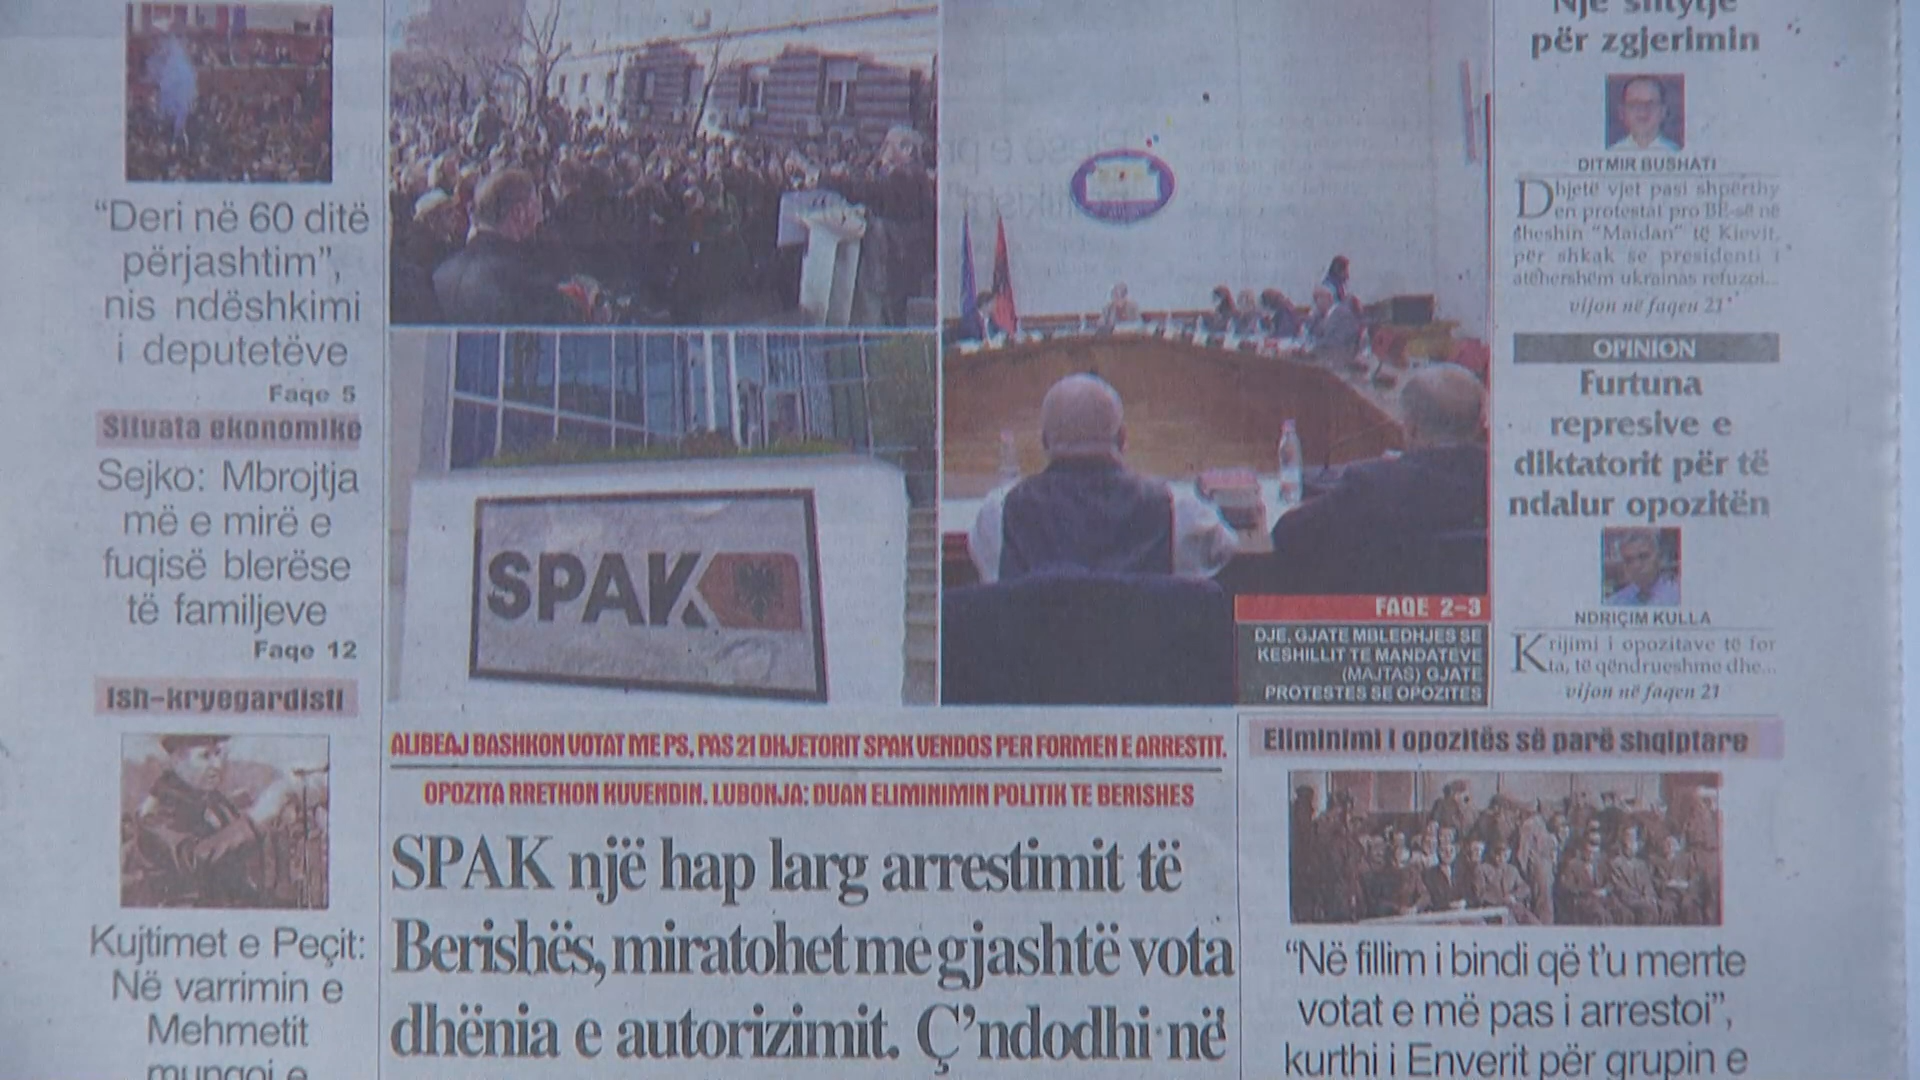 “Deri në 60 ditë
përjashtim”,
nis ndëshkimi
i deputetëve
Faqe 5
Situata ekonomike
Sejko: Mbrojtja
më e mirë e
fuqisë blerëse
të familjeve
Faqe 12
Ish-kryegardisti
Kujtimet e Peçit:
Në varrimin e
Mehmetit
mungoi e
SPAK
FAQE 2-3
DJE, GJATE MBLEDHJES SE
KESHILLIT TE MANDATEVE
(MAJTAS) GJATE
PROTESTES SE OPOZITES
ALIBEAJ BASHKON VOTAT ME PS, PAS 21 DHJETORIT SPAK VENDOS PER FORMEN E ARRESTIT.
OPOZITA RRETHON KUVENDIN. LUBONJA: DUAN ELIMINIMIN POLITIK TE BERISHES
SPAK një hap larg arrestimit të
Berishës, miratohet me gjashtë vota
dhënia e autorizimit. Ç’ndodhi në
Një shtytje
për zgjerimin
DITMIR BUSHATI
Dhjetë vjet pasi shpërthy
en protestat pro BE-së në
sheshin “Maidan” të Kievit,
për shkak se presidenti i
atëhershëm ukrainas refuzoi...
vijon në faqen 21
OPINION
Furtuna
represive e
diktatorit për të
ndalur opozitën
NDRIÇIM KULLA
Krijimi i opozitave të for
ta, të qëndrueshme dhe...
vijon në faqen 21
Eliminimi i opozitës së parë shqiptare
“Në fillim i bindi që t’u merrte
votat e më pas i arrestoi”,
kurthi i Enverit për grupin e